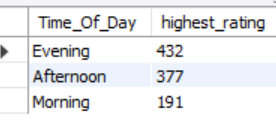 Time_Of_Day highest_rating
Evening 432
Afternoon 377
Morning 191